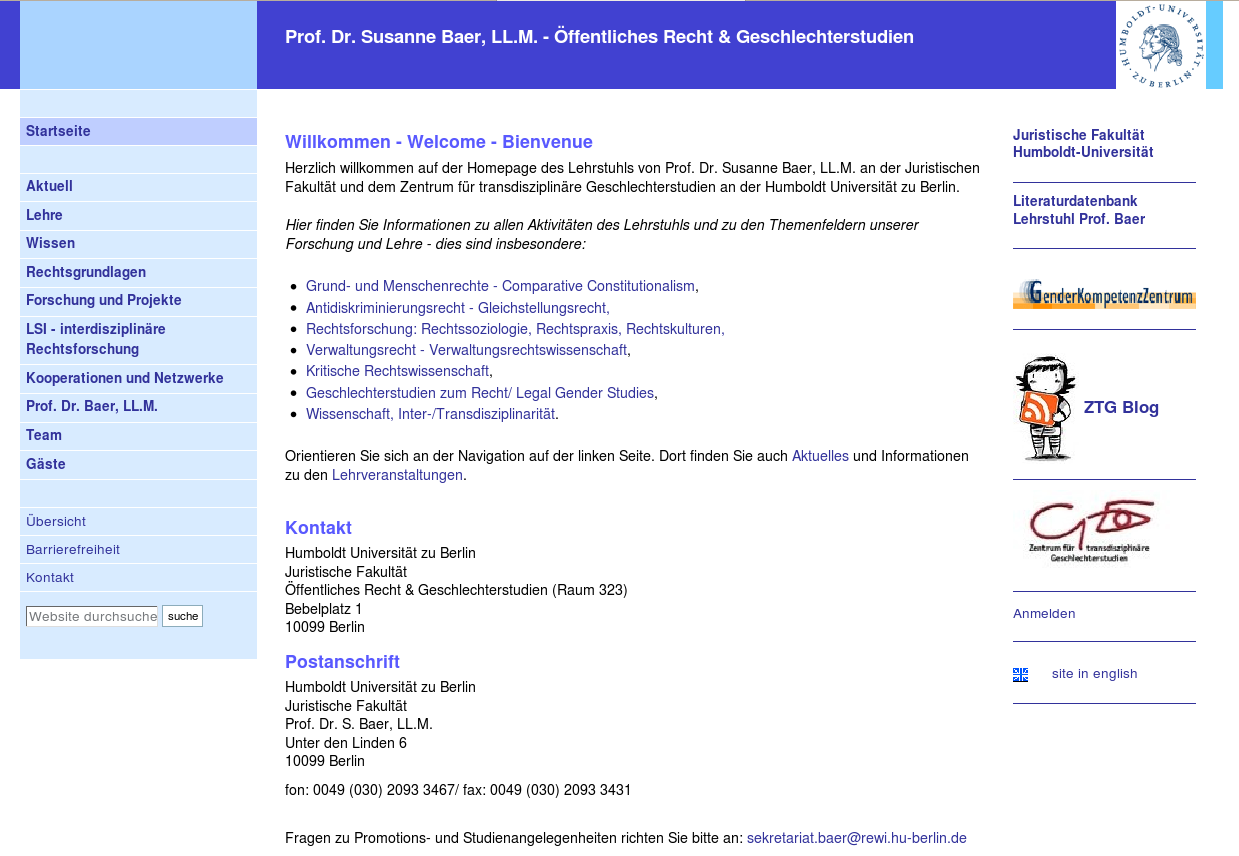 Prof. Dr. Susanne Baer, LL.M. - Öffentliches Recht & Geschlechterstudien
HUMBOLDT-UNIVERSITÄT ZU BERLIN
Startseite
Aktuell
Lehre
Wissen
Rechtsgrundlagen
Forschung und Projekte
LSI - interdisziplinäre
Rechtsforschung
Kooperationen und Netzwerke
Prof. Dr. Baer, LL.M.
Team
Gäste
Übersicht
Barrierefreiheit
Kontakt
Website durchsuche
suche
Willkommen - Welcome - Bienvenue
Herzlich willkommen auf der Homepage des Lehrstuhls von Prof. Dr. Susanne Baer, LL.M. an der Juristischen
Fakultät und dem Zentrum für transdisziplinäre Geschlechterstudien an der Humboldt Universität zu Berlin.
Hier finden Sie Informationen zu allen Aktivitäten des Lehrstuhls und zu den Themenfeldern unserer
Forschung und Lehre - dies sind insbesondere:
• Grund- und Menschenrechte - Comparative Constitutionalism,
• Antidiskriminierungsrecht - Gleichstellungsrecht,
• Rechtsforschung: Rechtssoziologie, Rechtspraxis, Rechtskulturen,
• Verwaltungsrecht - Verwaltungsrechtswissenschaft,
• Kritische Rechtswissenschaft,
• Geschlechterstudien zum Recht/ Legal Gender Studies,
• Wissenschaft, Inter-/Transdisziplinarität.
Orientieren Sie sich an der Navigation auf der linken Seite. Dort finden Sie auch Aktuelles und Informationen
zu den Lehrveranstaltungen.
Kontakt
Humboldt Universität zu Berlin
Juristische Fakultät
Öffentliches Recht & Geschlechterstudien (Raum 323)
Bebelplatz 1
10099 Berlin
Postanschrift
Humboldt Universität zu Berlin
Juristische Fakultät
Prof. Dr. S. Baer, LL.M.
Unter den Linden 6
10099 Berlin
fon: 0049 (030) 2093 3467/ fax: 0049 (030) 2093 3431
Fragen zu Promotions- und Studienangelegenheiten richten Sie bitte an: sekretariat.baer@rewi.hu-berlin.de
Juristische Fakultät
Humboldt-Universität
Literaturdatenbank
Lehrstuhl Prof. Baer
GenderKompetenzZentrum
ZTG Blog
Zentrum für transdisziplinäre
Geschlechterstudien
Anmelden
site in english